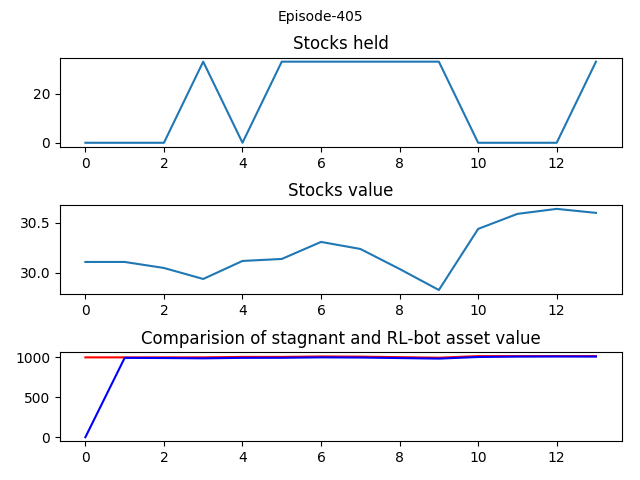 Episode-405
Stocks held
20
0
0 2 4 6 8 10 12
Stocks value
30.5
30.0
0 2 4 6 8 10 12
Comparision of stagnant and RL-bot asset value
1000
500
0
0 2 4 6 8 10 12